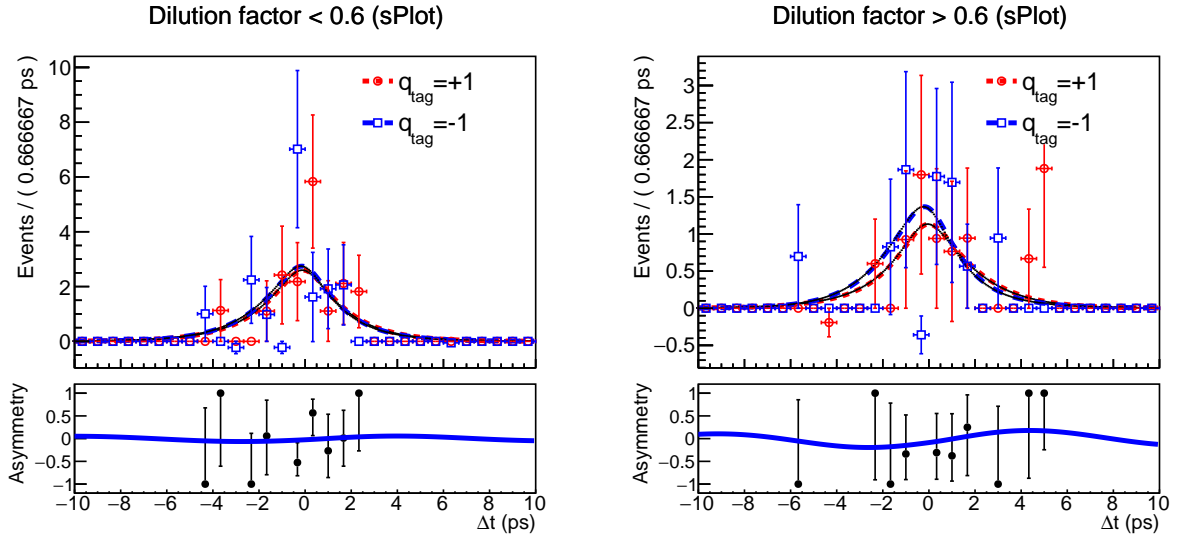 Dilution factor < 0.6 (sPlot)
Events / ( 0.666667 ps )
10
8
6
4
2
0
q_tag=+1
q_tag=-1
Asymmetry
1
0.5
0
−0.5
−1
−10 −8 −6 −4 −2 0 2 4 6 8 10
Δt (ps)
Dilution factor > 0.6 (sPlot)
Events / ( 0.666667 ps )
3
2.5
2
1.5
1
0.5
0
−0.5
q_tag=+1
q_tag=-1
Asymmetry
1
0.5
0
−0.5
−1
−10 −8 −6 −4 −2 0 2 4 6 8 10
Δt (ps)